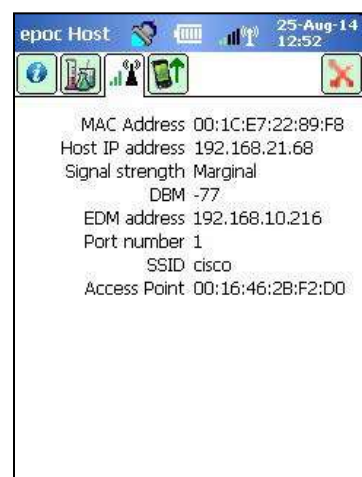 epoc Host 25-Aug-14
12:52
MAC Address 00:1C:E7:22:89:F8
Host IP address 192.168.21.68
Signal strength Marginal
DBM -77
EDM address 192.168.10.216
Port number 1
SSID cisco
Access Point 00:16:46:2B:F2:D0